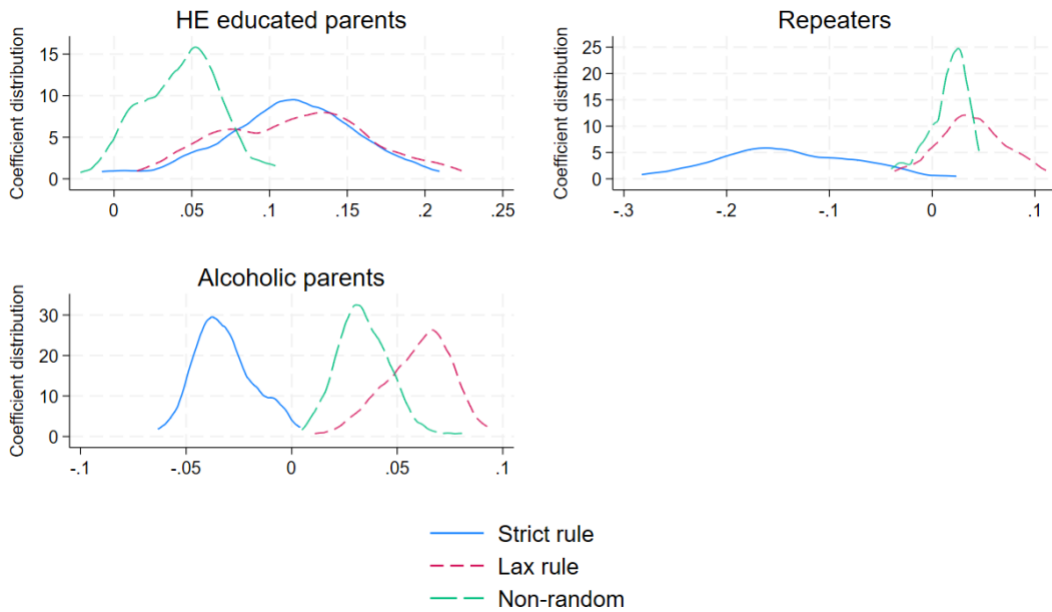 HE educated parents
Coefficient distribution
15
10
5
0
0 .05 .1 .15 .2 .25
Repeaters
Coefficient distribution
25
20
15
10
5
0
-.3 -.2 -.1 0 .1
Alcoholic parents
Coefficient distribution
30
20
10
0
-.1 -.05 0 .05 .1
Strict rule
Lax rule
Non-random